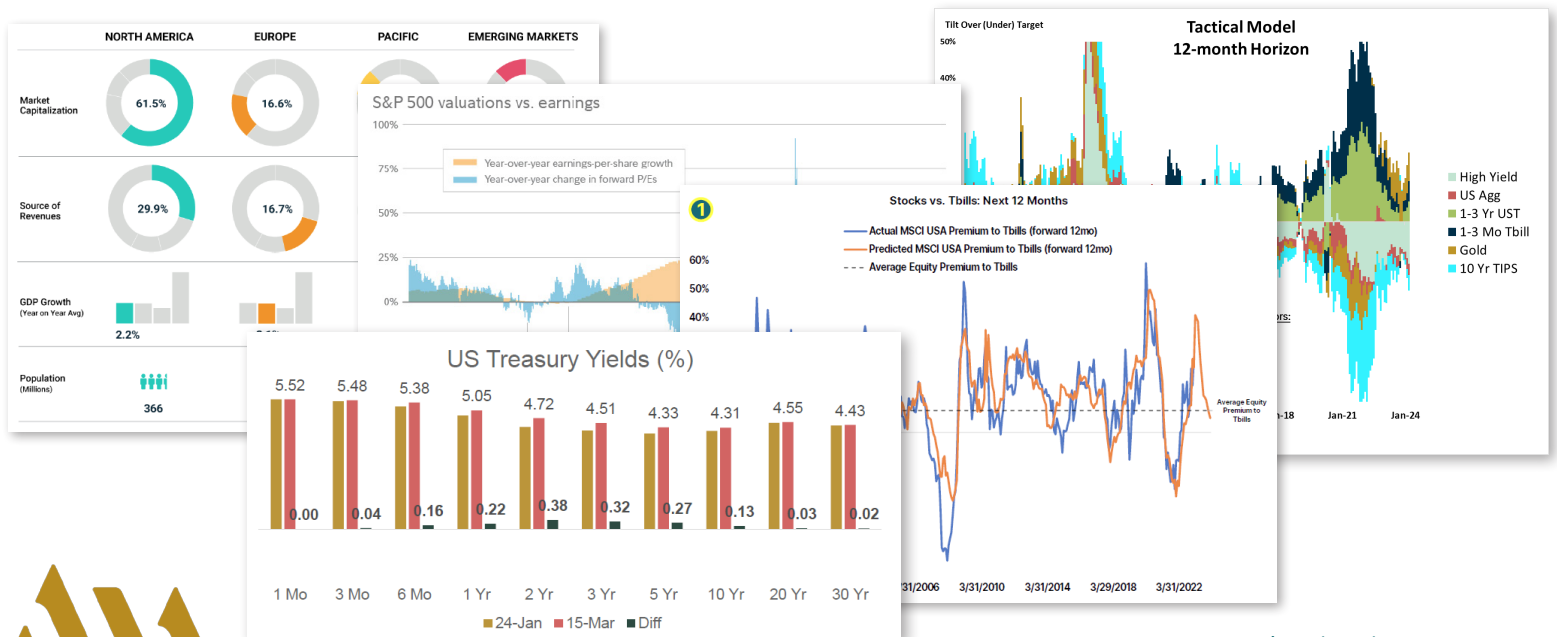 NORTH AMERICA EUROPE PACIFIC EMERGING MARKETS
Market
Capitalization
61.5% 16.6%
Source of
Revenues
29.9% 16.7%
GDP Growth
(Year on Year Avg)
2.2%
Population
(Millions)
366
S&P 500 valuations vs. earnings
100%
75%
50%
25%
0%
Year-over-year earnings-per-share growth
Year-over-year change in forward P/Es
Tilt Over (Under) Target
Tactical Model
12-month Horizon
50%
40%
High Yield
US Agg
1-3 Yr UST
1-3 Mo Tbill
Gold
10 Yr TIPS
Jan-21 Jan-24
1
Stocks vs. Tbills: Next 12 Months
Actual MSCI USA Premium to Tbills (forward 12mo)
Predicted MSCI USA Premium to Tbills (forward 12mo)
Average Equity Premium to Tbills
60%
50%
40%
Average Equity
Premium to
Tbills
3/31/2010 3/31/2014 3/29/2018 3/31/2022
US Treasury Yields (%)
5.52 5.48 5.38 5.05 4.72 4.51 4.33 4.31 4.55 4.43
0.00 0.04 0.16 0.22 0.38 0.32 0.27 0.13 0.03 0.02
1 Mo 3 Mo 6 Mo 1 Yr 2 Yr 3 Yr 5 Yr 10 Yr 20 Yr 30 Yr
24-Jan 15-Mar Diff